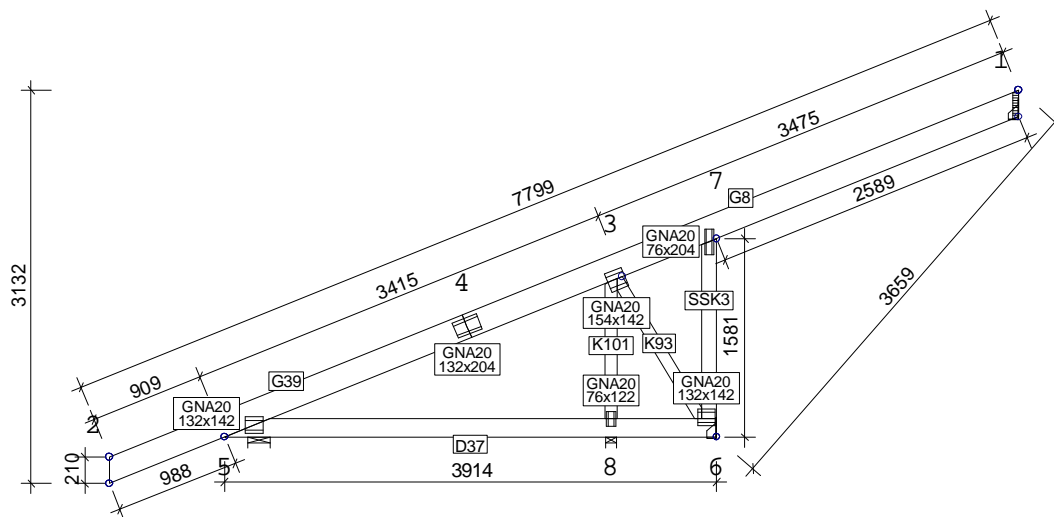 1
3475
7799
7
G8
2589
3
GNA20
76x204
3415
4
3132
3659
SSK3
GNA20
154x142
1581
K101
K93
GNA20
132x204
909
G39
GNA20
76x122
GNA20
132x142
GNA20
132x142
2
D37
210
988
5
3914
8
6